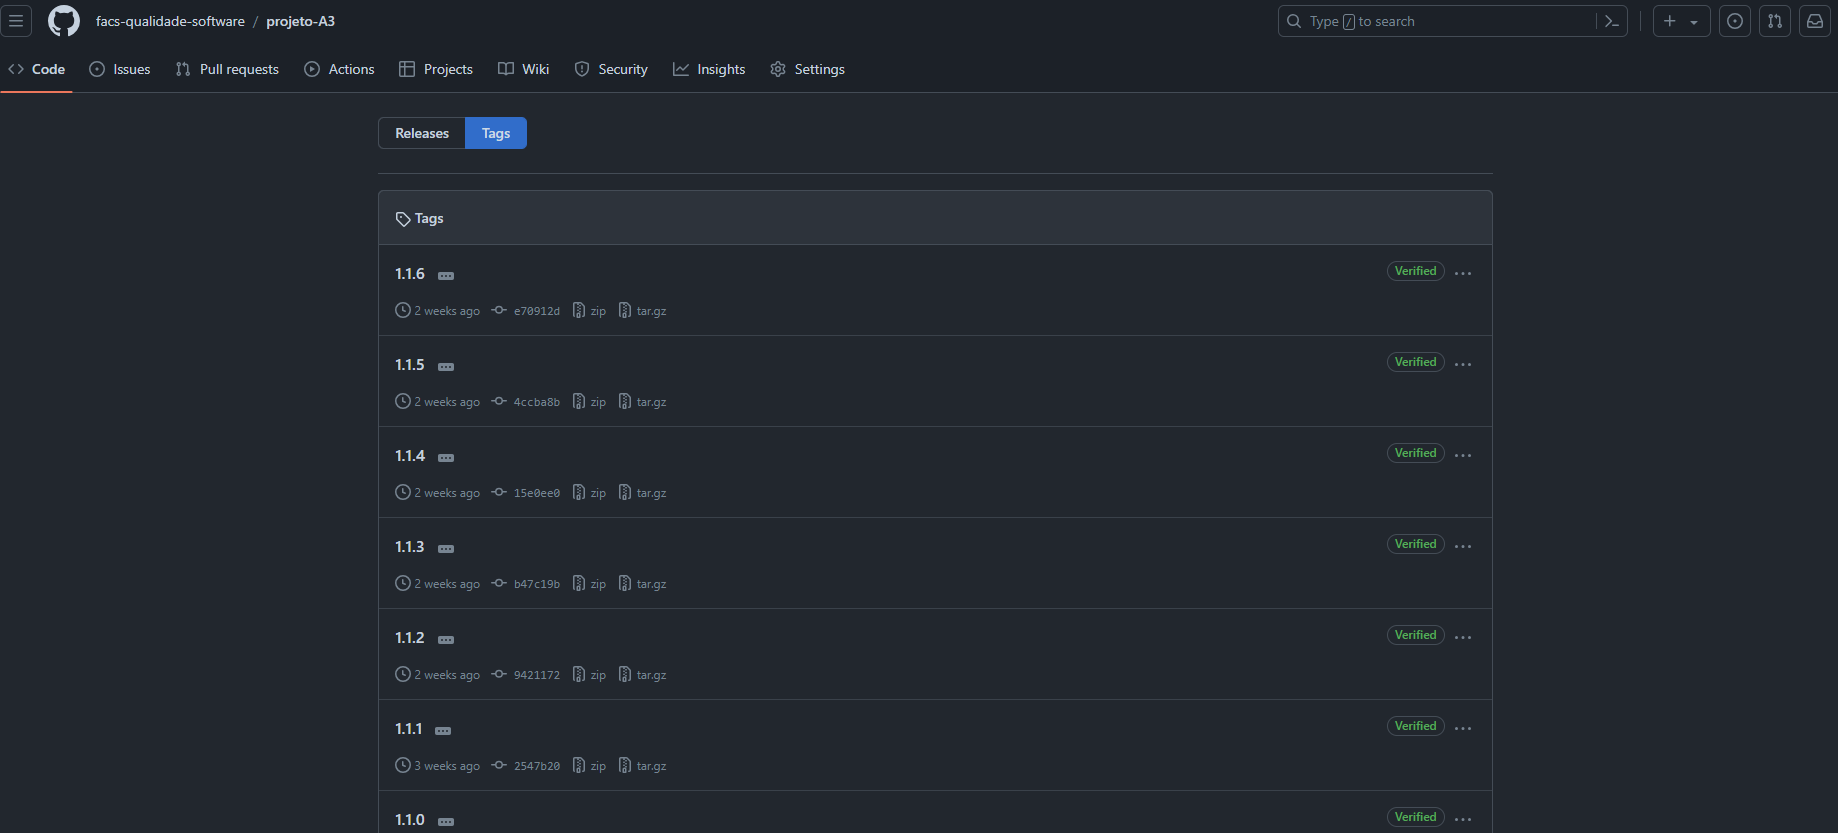 facs-qualidade-software / projeto-A3
Type / to search
Code Issues Pull requests Actions Projects Wiki Security Insights Settings
Releases Tags
Tags
1.1.6 Verified
2 weeks ago e70912d zip tar.gz
1.1.5 Verified
2 weeks ago 4ccba8b zip tar.gz
1.1.4 Verified
2 weeks ago 15e0ee0 zip tar.gz
1.1.3 Verified
2 weeks ago b47c19b zip tar.gz
1.1.2 Verified
2 weeks ago 9421172 zip tar.gz
1.1.1 Verified
3 weeks ago 2547b20 zip tar.gz
1.1.0 Verified